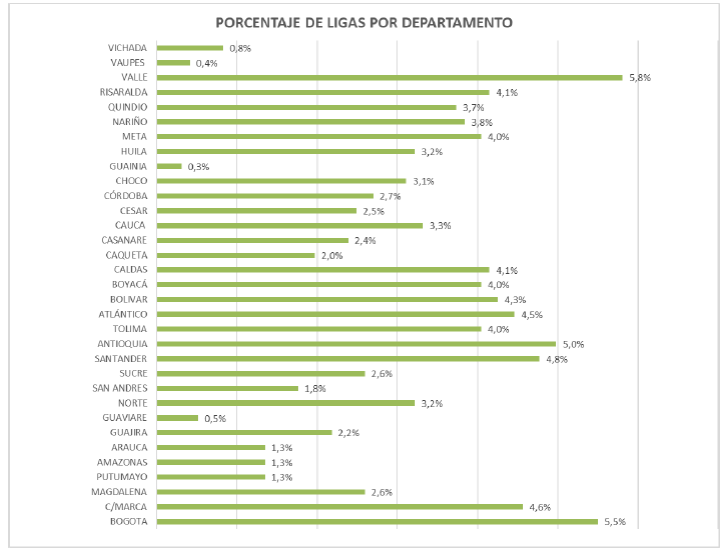 PORCENTAJE DE LIGAS POR DEPARTAMENTO
VICHADA 0,8%
VAUPES 0,4%
VALLE 5,8%
RISARALDA 4,1%
QUINDIO 3,7%
NARIÑO 3,8%
META 4,0%
HUILA 3,2%
GUAINIA 0,3%
CHOCO 3,1%
CÓRDOBA 2,7%
CESAR 2,5%
CAUCA 3,3%
CASANARE 2,4%
CAQUETA 2,0%
CALDAS 4,1%
BOYACÁ 4,0%
BOLIVAR 4,3%
ATLÁNTICO 4,5%
TOLIMA 4,0%
ANTIOQUIA 5,0%
SANTANDER 4,8%
SUCRE 2,6%
SAN ANDRES 1,8%
NORTE 3,2%
GUAVIARE 0,5%
GUAJIRA 2,2%
ARAUCA 1,3%
AMAZONAS 1,3%
PUTUMAYO 1,3%
MAGDALENA 2,6%
C/MARCA 4,6%
BOGOTA 5,5%